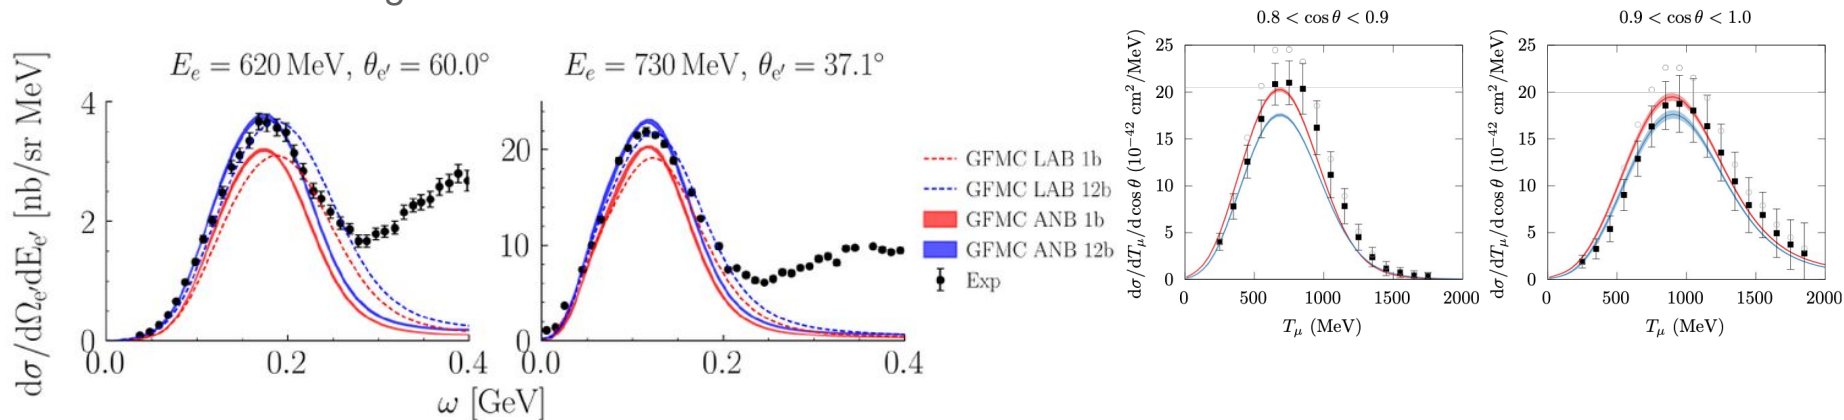 g
E_e = 620 MeV, θ_e′ = 60.0°
E_e = 730 MeV, θ_e′ = 37.1°
dσ/dΩ_e′dE_e′ [nb/sr MeV]
4
2
0
20
10
0
0.0
0.2
0.4
0.0
0.2
0.4
ω [GeV]
GFMC LAB 1b
GFMC LAB 12b
GFMC ANB 1b
GFMC ANB 12b
Exp
0.8 < cos θ < 0.9
dσ/dT_μ/d cos θ (10⁻⁴² cm²/MeV)
25
20
15
10
5
0
0
500
1000
1500
2000
T_μ (MeV)
0.9 < cos θ < 1.0
dσ/dT_μ/d cos θ (10⁻⁴² cm²/MeV)
25
20
15
10
5
0
0
500
1000
1500
2000
T_μ (MeV)